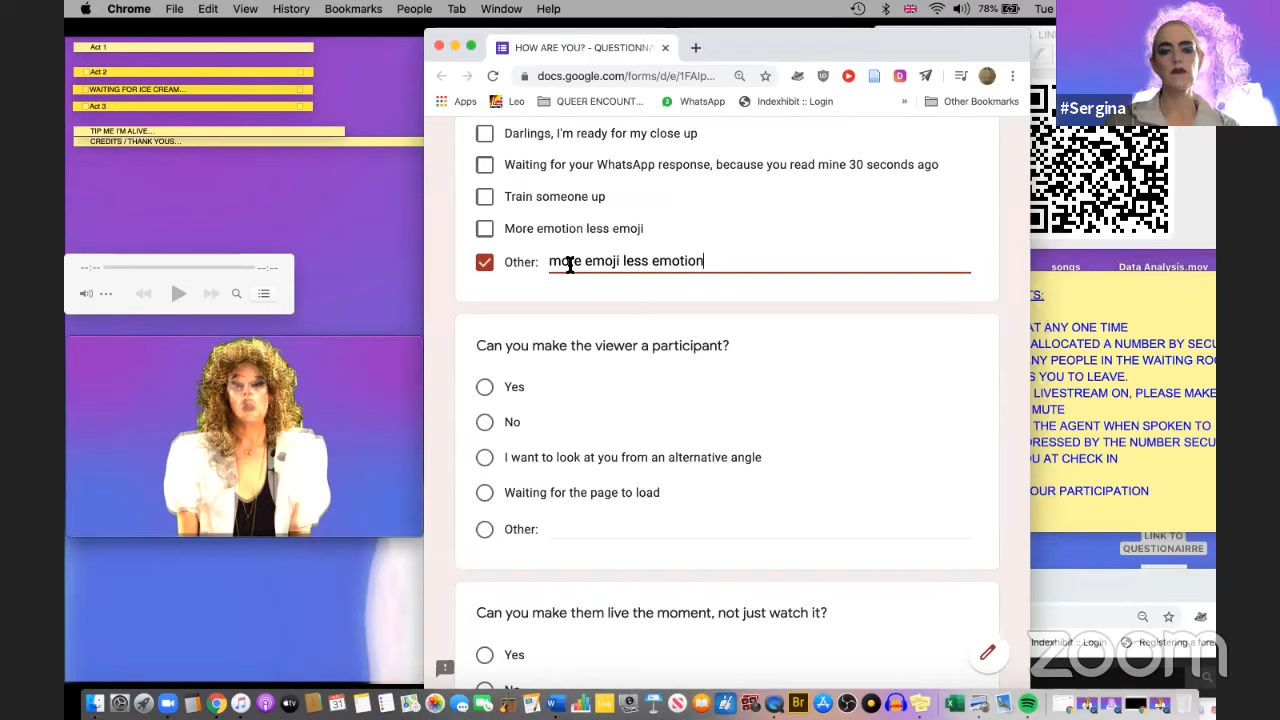 Chrome File Edit View History Bookmarks People Tab Window Help 78% Tue
Act 1
Act 2
WAITING FOR ICE CREAM...
Act 3
TIP ME I'M ALIVE...
CREDITS / THANK YOUS...
--:-- --:--
HOW ARE YOU? - QUESTIONNA
docs.google.com/forms/d/e/1FAIp...
Apps Leo QUEER ENCOUNT... WhatsApp Indexhibit :: Login » Other Bookmarks
#Sergina
Darlings, I'm ready for my close up
Waiting for your WhatsApp response, because you read mine 30 seconds ago
Train someone up
More emotion less emoji
Other: more emoji less emotion
Can you make the viewer a participant?
Yes
No
I want to look at you from an alternative angle
Waiting for the page to load
Other:
Can you make them live the moment, not just watch it?
Yes
songs Data Analysis.mov
TS:
AT ANY ONE TIME
ALLOCATED A NUMBER BY SECU
NY PEOPLE IN THE WAITING ROO
S YOU TO LEAVE.
LIVESTREAM ON, PLEASE MAKE
MUTE
THE AGENT WHEN SPOKEN TO
DRESSED BY THE NUMBER SECU
U AT CHECK IN
OUR PARTICIPATION
LINK TO
QUESTIONAIRRE
Indexhibit :: Login Registering a forei
zoom